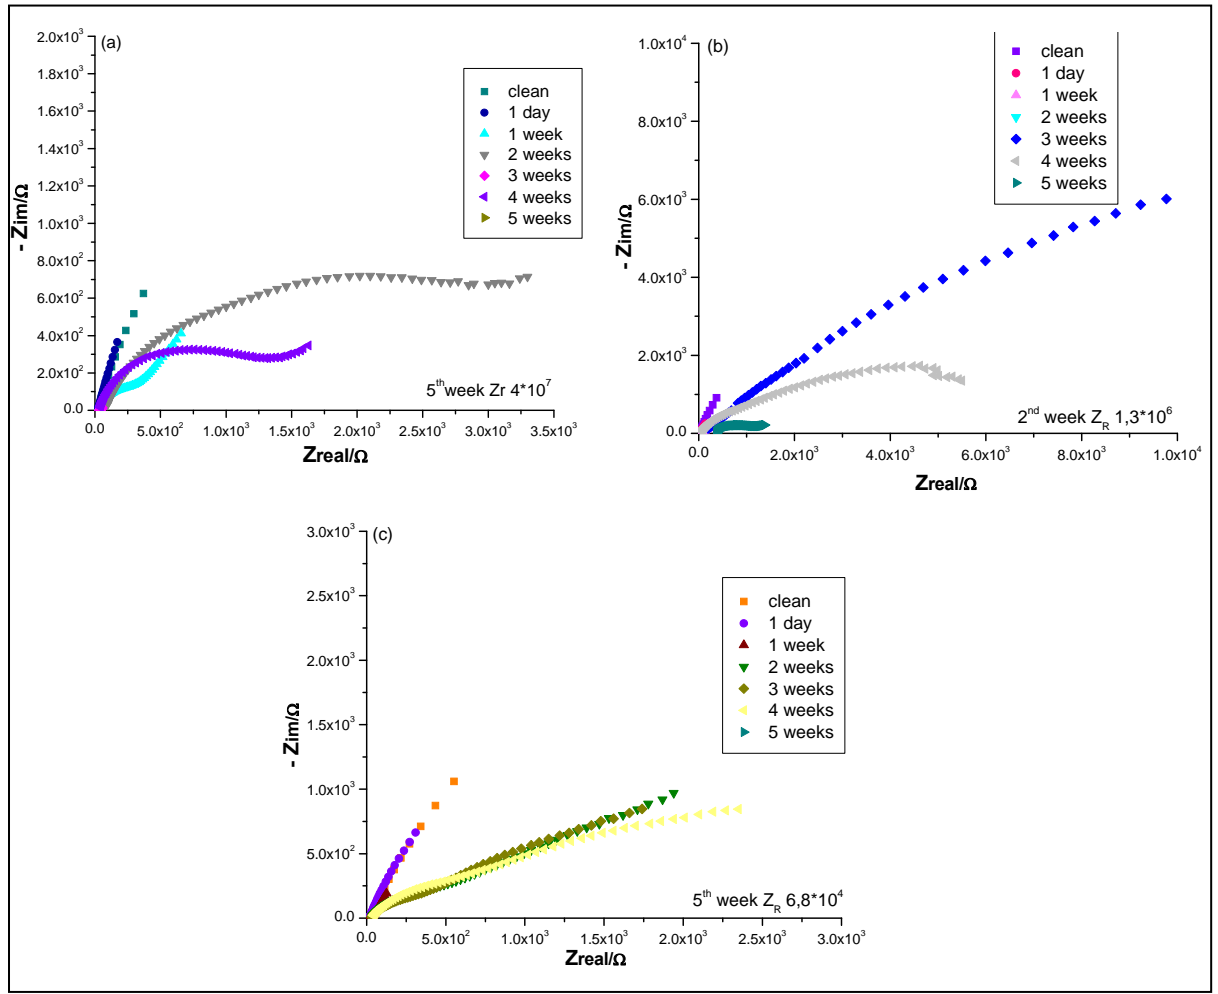 (a)
2.0x10³
1.8x10³
1.6x10³
1.4x10³
1.2x10³
1.0x10³
8.0x10²
6.0x10²
4.0x10²
2.0x10²
0.0
- Zim/Ω
clean
1 day
1 week
2 weeks
3 weeks
4 weeks
5 weeks
5ᵗʰweek Zr 4*10⁷
0.0 5.0x10² 1.0x10³ 1.5x10³ 2.0x10³ 2.5x10³ 3.0x10³ 3.5x10³
Zreal/Ω
(b)
1.0x10⁴
8.0x10³
6.0x10³
4.0x10³
2.0x10³
0.0
- Zim/Ω
clean
1 day
1 week
2 weeks
3 weeks
4 weeks
5 weeks
2ⁿᵈ week Z_R 1,3*10⁶
0.0 2.0x10³ 4.0x10³ 6.0x10³ 8.0x10³ 1.0x10⁴
Zreal/Ω
(c)
3.0x10³
2.5x10³
2.0x10³
1.5x10³
1.0x10³
5.0x10²
0.0
- Zim/Ω
clean
1 day
1 week
2 weeks
3 weeks
4 weeks
5 weeks
5ᵗʰ week Z_R 6,8*10⁴
0.0 5.0x10² 1.0x10³ 1.5x10³ 2.0x10³ 2.5x10³ 3.0x10³
Zreal/Ω